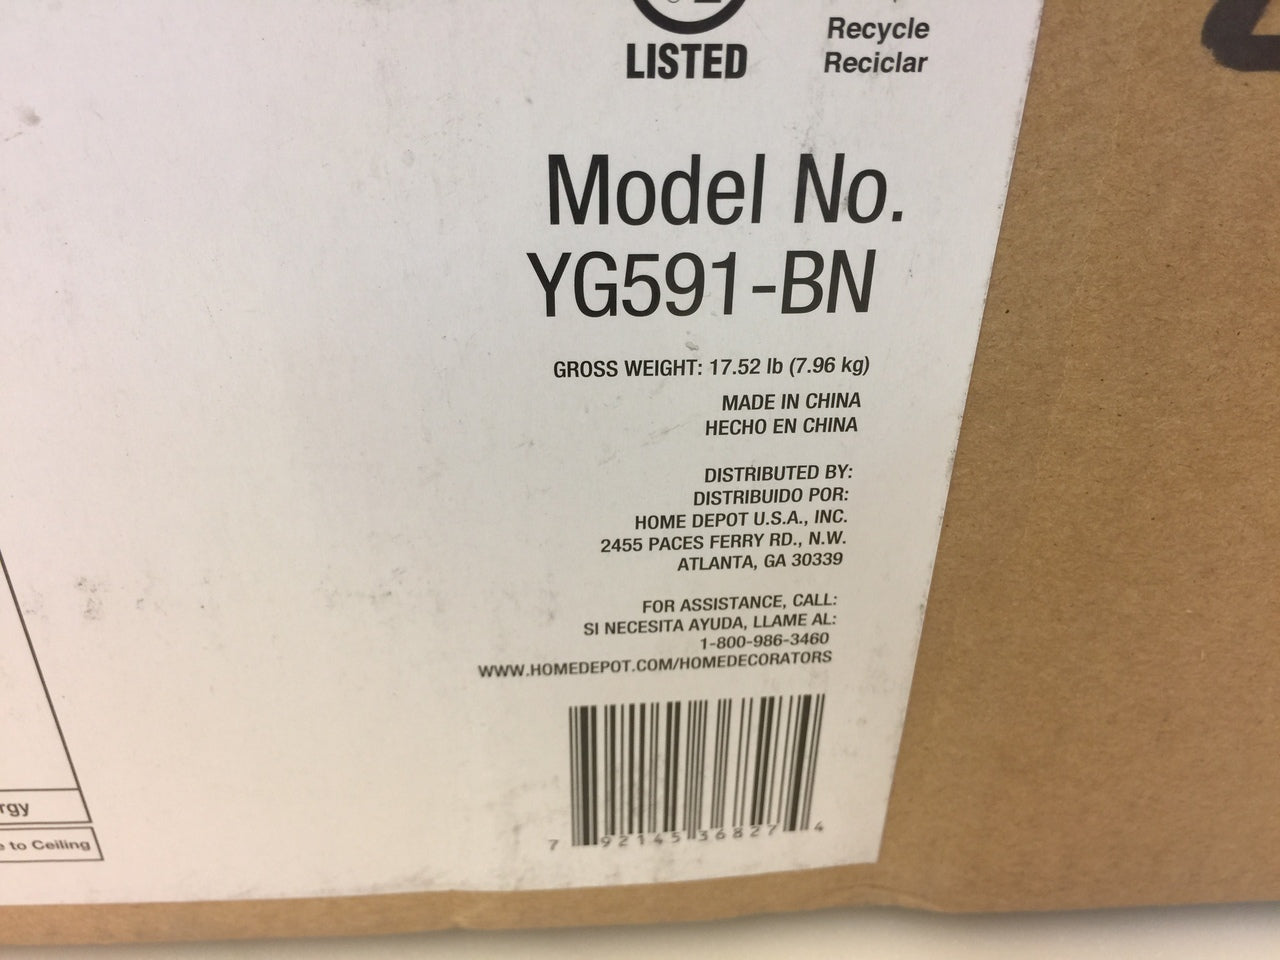 LISTED
Recycle
Reciclar
Model No.
YG591-BN
GROSS WEIGHT: 17.52 lb (7.96 kg)
MADE IN CHINA
HECHO EN CHINA
DISTRIBUTED BY:
DISTRIBUIDO POR:
HOME DEPOT U.S.A., INC.
2455 PACES FERRY RD., N.W.
ATLANTA, GA 30339
FOR ASSISTANCE, CALL:
SI NECESITA AYUDA, LLAME AL:
1-800-986-3460
WWW.HOMEDEPOT.COM/HOMEDECORATORS
7 92145 36827 4
rgy
to Ceiling